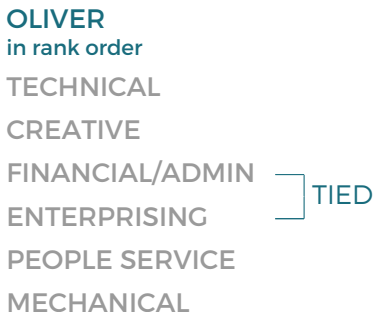 OLIVER
in rank order
TECHNICAL
CREATIVE
FINANCIAL/ADMIN
TIED
ENTERPRISING
PEOPLE SERVICE
MECHANICAL